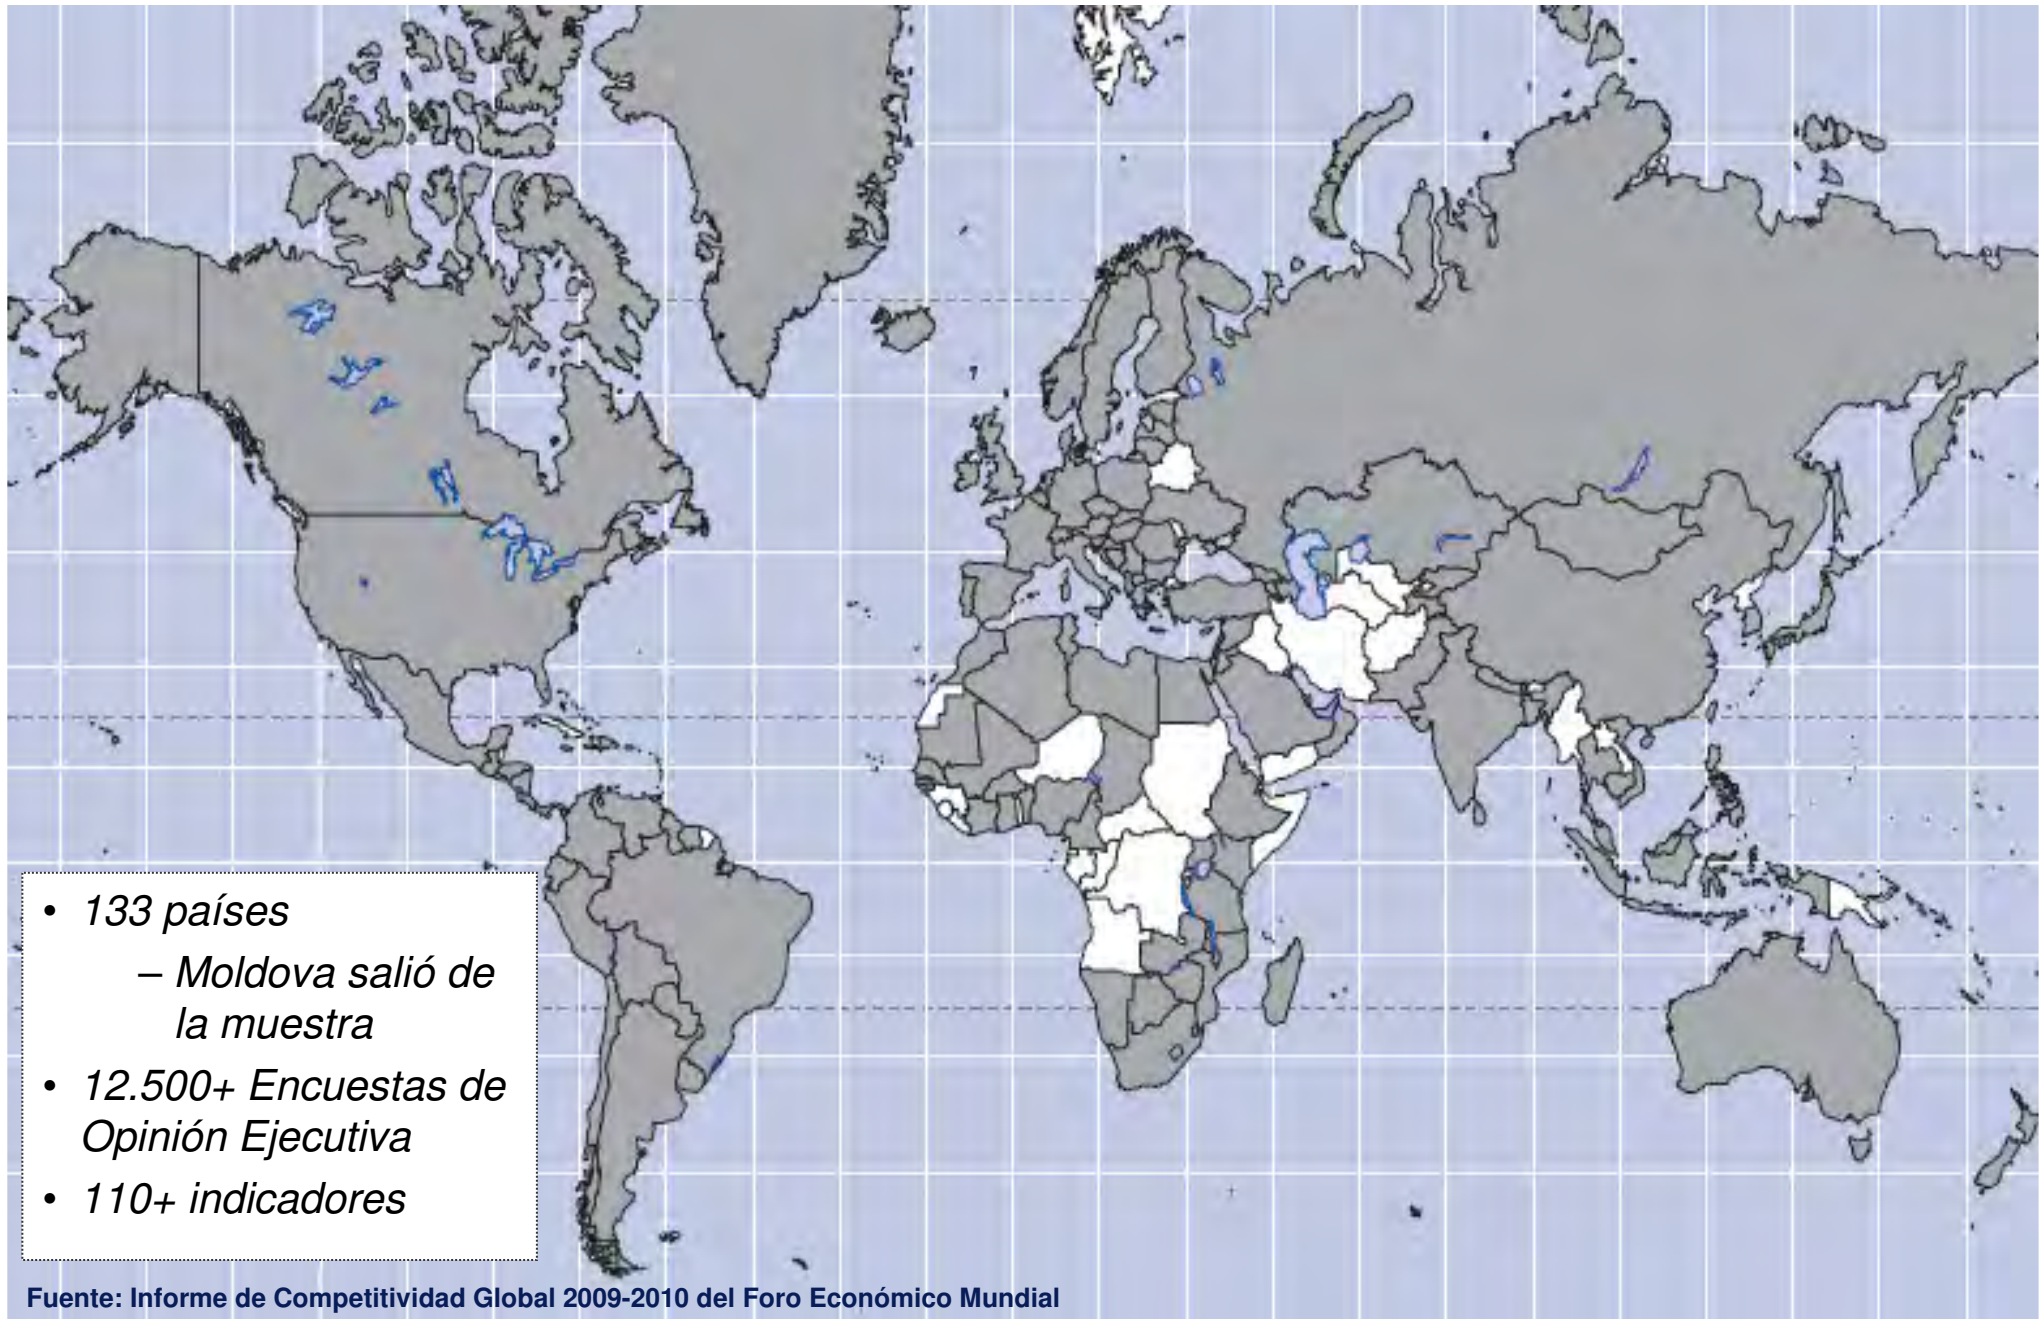 • 133 países
– Moldova salió de
la muestra
• 12.500+ Encuestas de
Opinión Ejecutiva
• 110+ indicadores
Fuente: Informe de Competitividad Global 2009-2010 del Foro Económico Mundial